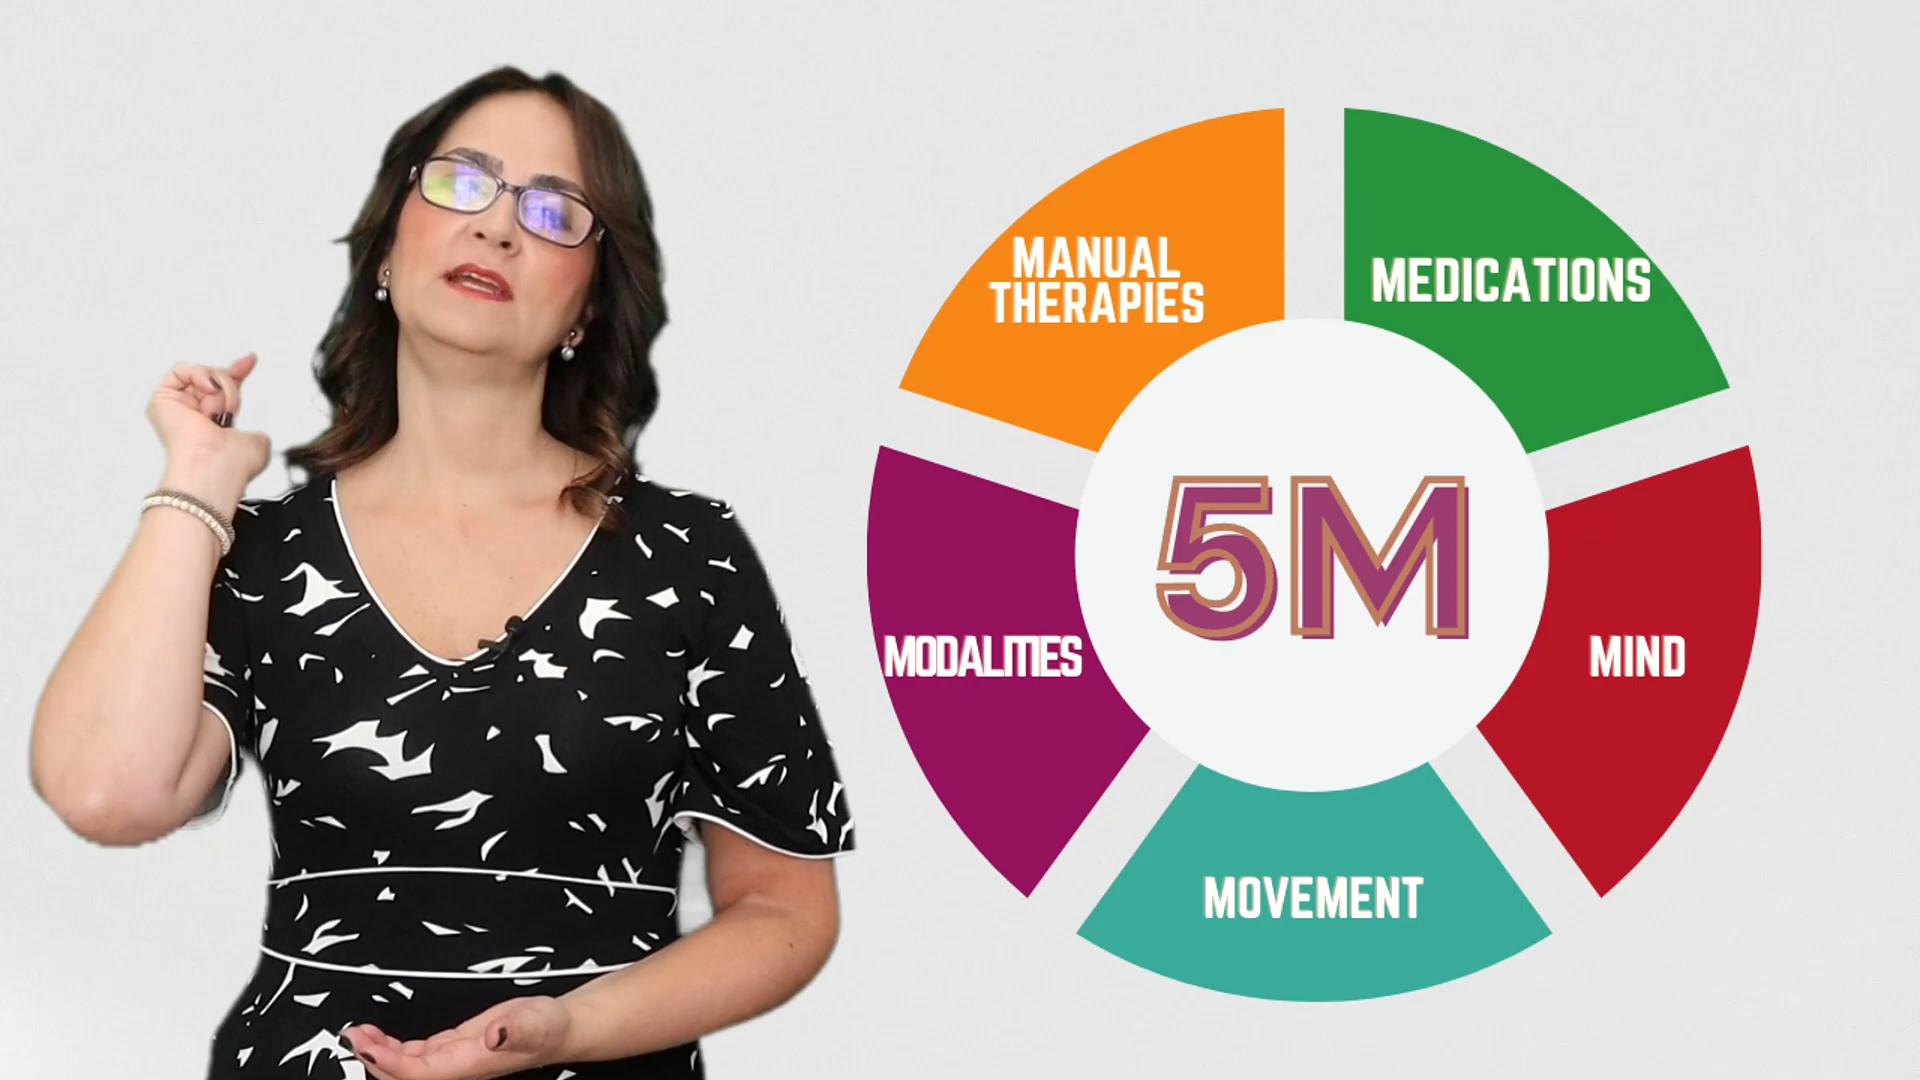 MANUAL
THERAPIES
MEDICATIONS
5M
MODALITIES
MIND
MOVEMENT